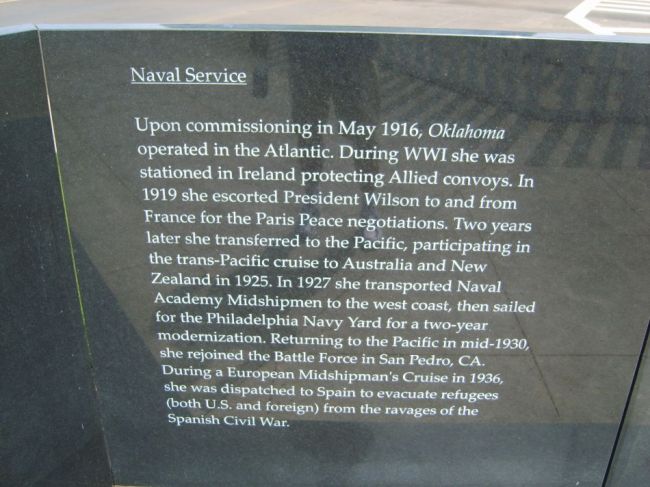 Naval Service
Upon commissioning in May 1916, Oklahoma
operated in the Atlantic. During WWI she was
stationed in Ireland protecting Allied convoys. In
1919 she escorted President Wilson to and from
France for the Paris Peace negotiations. Two years
later she transferred to the Pacific, participating in
the trans-Pacific cruise to Australia and New
Zealand in 1925. In 1927 she transported Naval
Academy Midshipmen to the west coast, then sailed
for the Philadelphia Navy Yard for a two-year
modernization. Returning to the Pacific in mid-1930,
she rejoined the Battle Force in San Pedro, CA.
During a European Midshipman's Cruise in 1936,
she was dispatched to Spain to evacuate refugees
(both U.S. and foreign) from the ravages of the
Spanish Civil War.